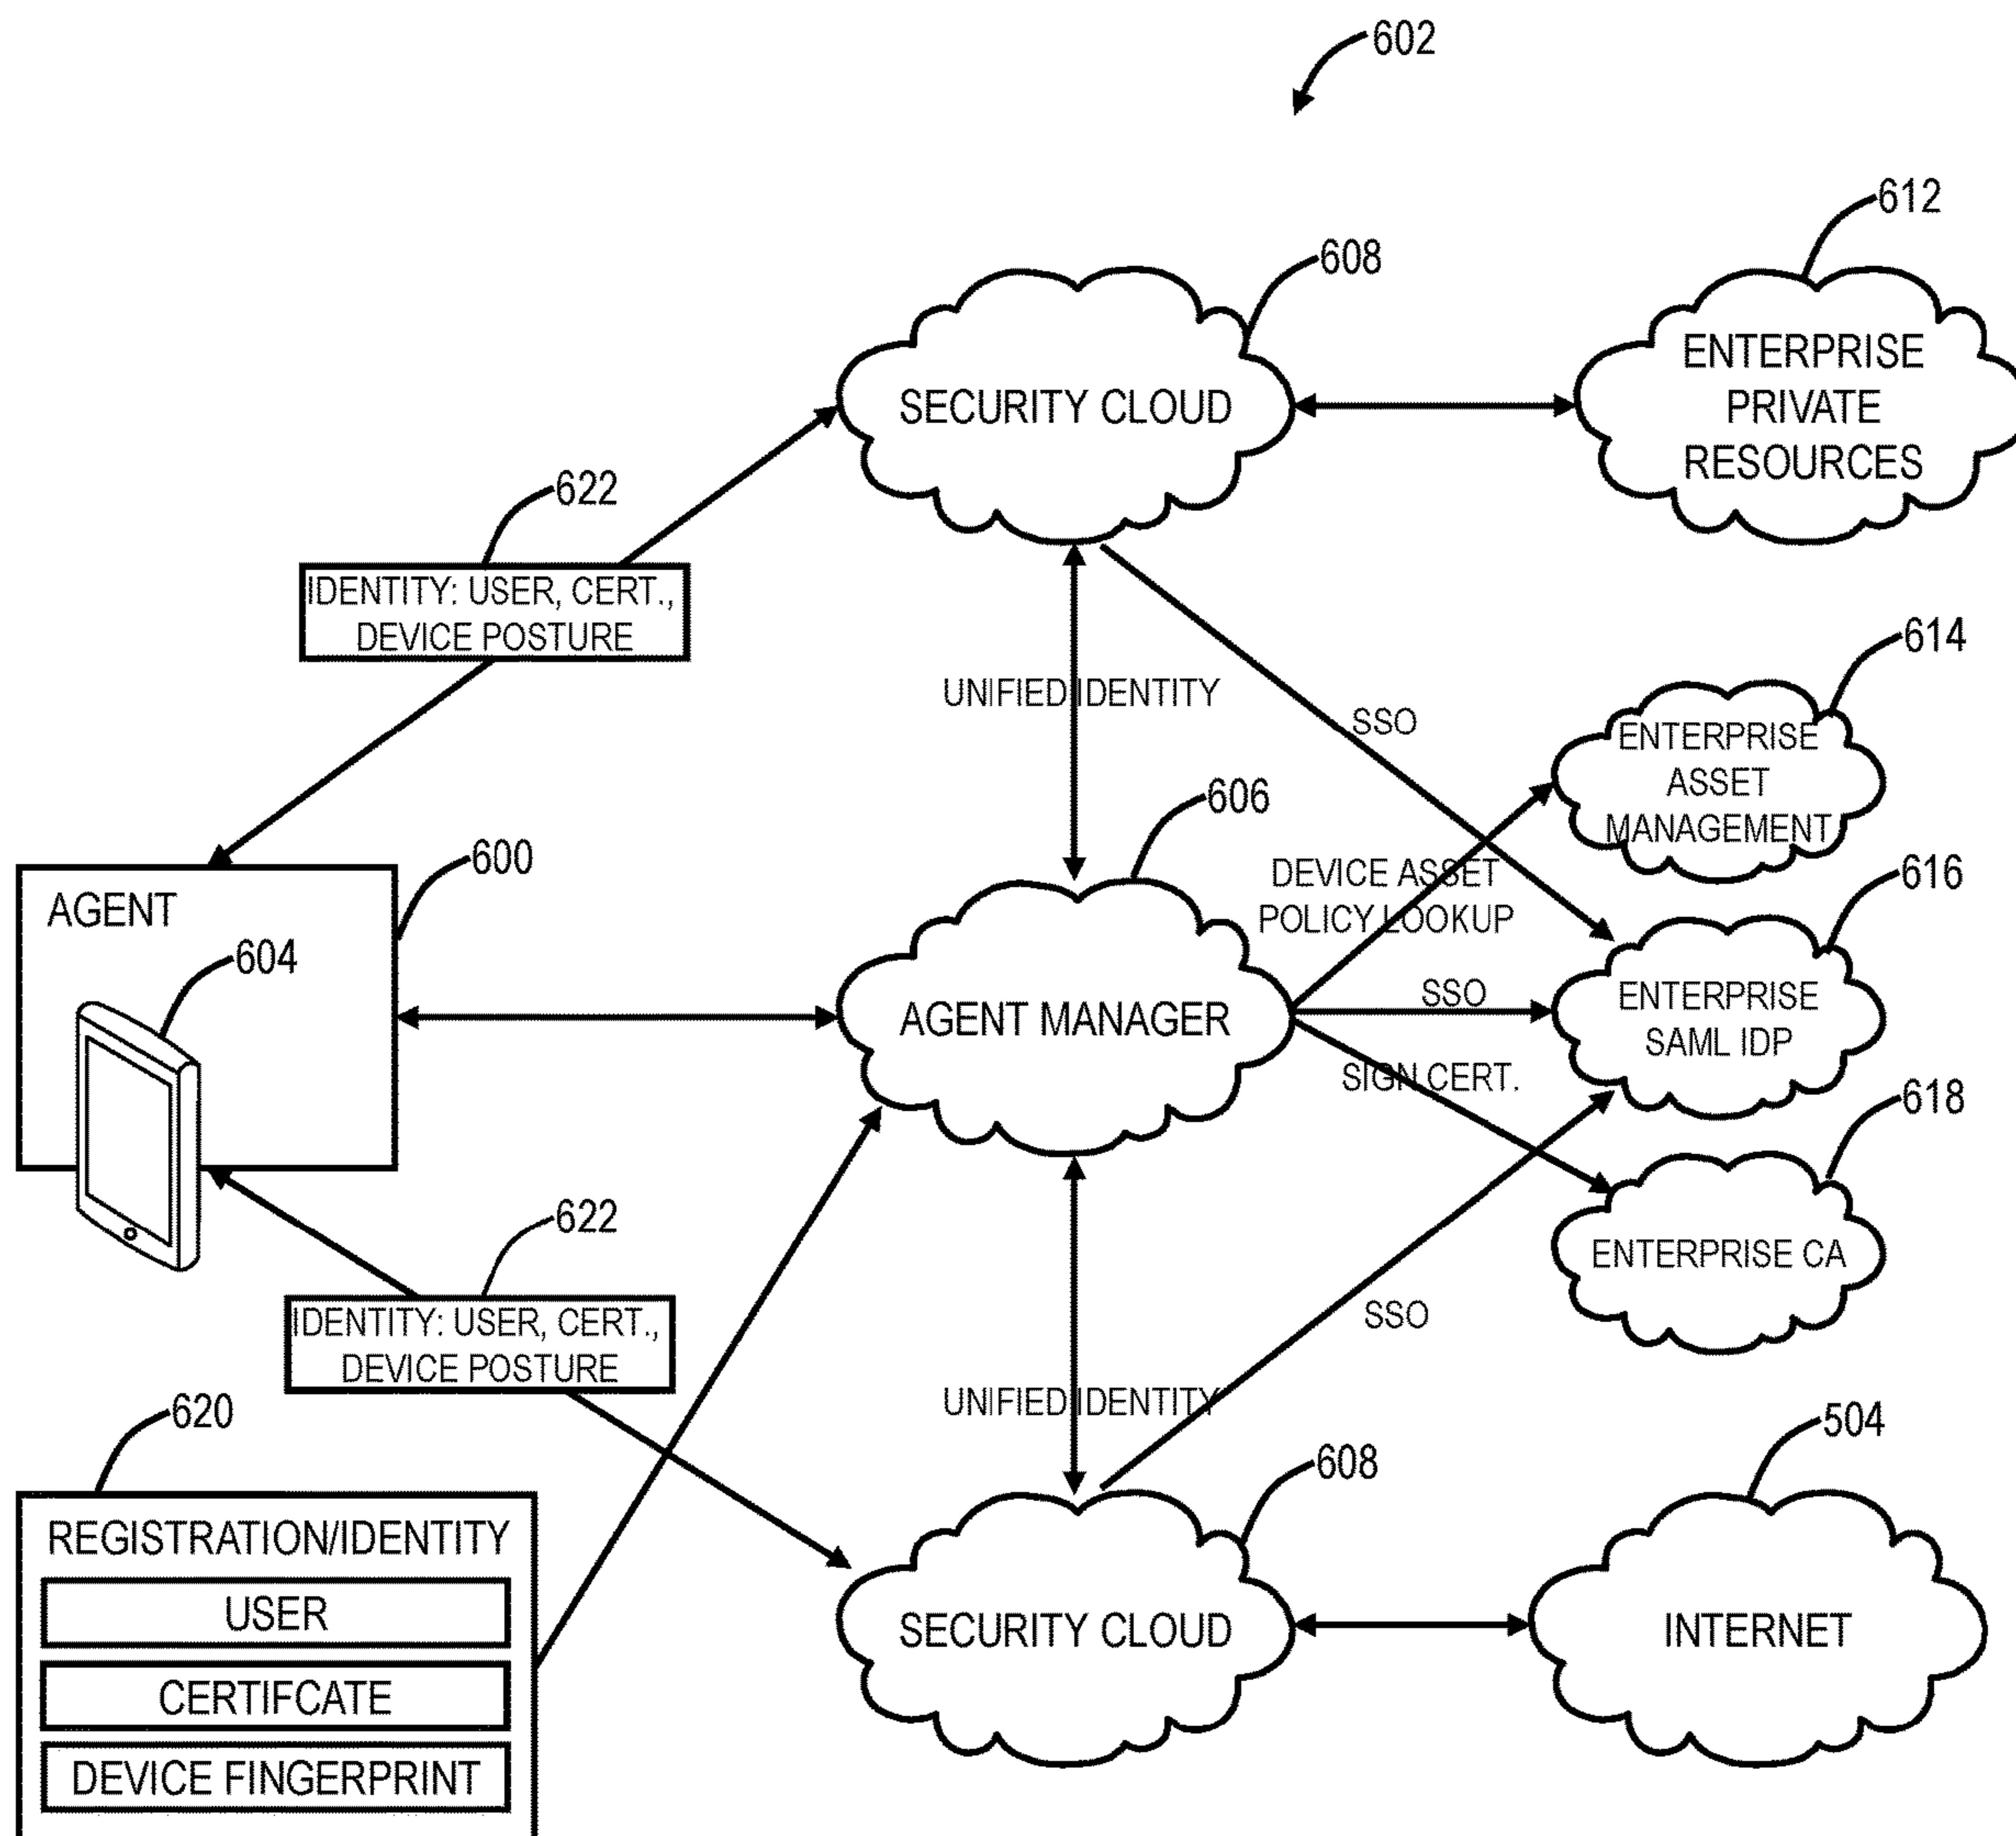 602
612
608
ENTERPRISE
PRIVATE
RESOURCES
SECURITY CLOUD
622
IDENTITY: USER, CERT.,
DEVICE POSTURE
614
UNIFIED IDENTITY
SSO
ENTERPRISE
ASSET
MANAGEMENT
606
600
DEVICE ASSET
POLICY LOOKUP
616
AGENT
604
AGENT MANAGER
SSO
ENTERPRISE
SAML IDP
SIGN CERT.
618
622
ENTERPRISE CA
IDENTITY: USER, CERT.,
DEVICE POSTURE
SSO
UNIFIED IDENTITY
620
504
608
REGISTRATION/IDENTITY
USER
CERTIFCATE
DEVICE FINGERPRINT
SECURITY CLOUD
INTERNET